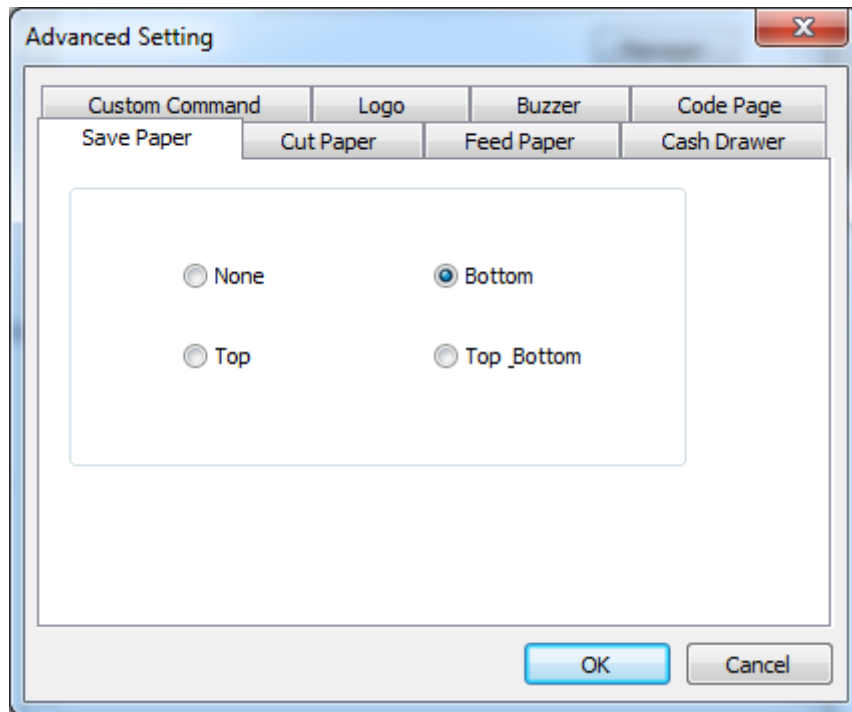 Advanced Setting
Custom Command Logo Buzzer Code Page
Save Paper Cut Paper Feed Paper Cash Drawer
None Bottom
Top Top_Bottom
OK Cancel